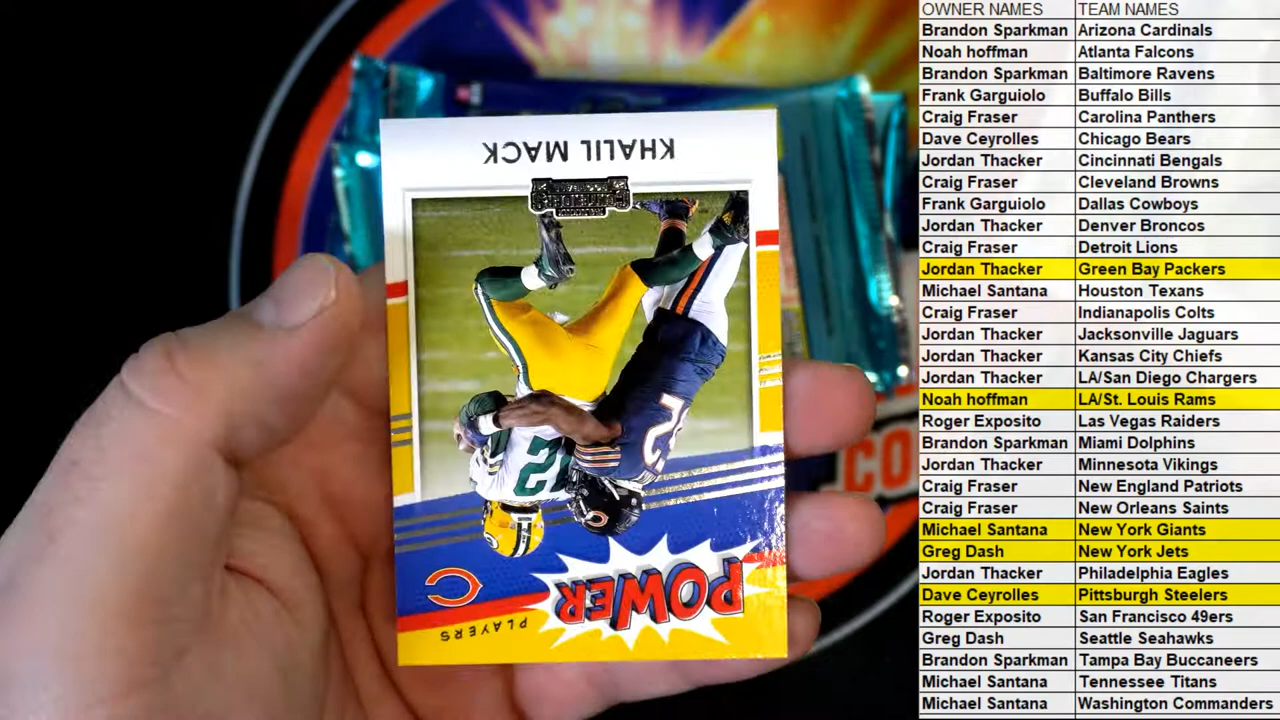 KHALIL MACK
CONTENDERS
52
POWER
PLAYERS
CO
OWNER NAMES TEAM NAMES
Brandon Sparkman Arizona Cardinals
Noah hoffman Atlanta Falcons
Brandon Sparkman Baltimore Ravens
Frank Garguiolo Buffalo Bills
Craig Fraser Carolina Panthers
Dave Ceyrolles Chicago Bears
Jordan Thacker Cincinnati Bengals
Craig Fraser Cleveland Browns
Frank Garguiolo Dallas Cowboys
Jordan Thacker Denver Broncos
Craig Fraser Detroit Lions
Jordan Thacker Green Bay Packers
Michael Santana Houston Texans
Craig Fraser Indianapolis Colts
Jordan Thacker Jacksonville Jaguars
Jordan Thacker Kansas City Chiefs
Jordan Thacker LA/San Diego Chargers
Noah hoffman LA/St. Louis Rams
Roger Exposito Las Vegas Raiders
Brandon Sparkman Miami Dolphins
Jordan Thacker Minnesota Vikings
Craig Fraser New England Patriots
Craig Fraser New Orleans Saints
Michael Santana New York Giants
Greg Dash New York Jets
Jordan Thacker Philadelphia Eagles
Dave Ceyrolles Pittsburgh Steelers
Roger Exposito San Francisco 49ers
Greg Dash Seattle Seahawks
Brandon Sparkman Tampa Bay Buccaneers
Michael Santana Tennessee Titans
Michael Santana Washington Commanders